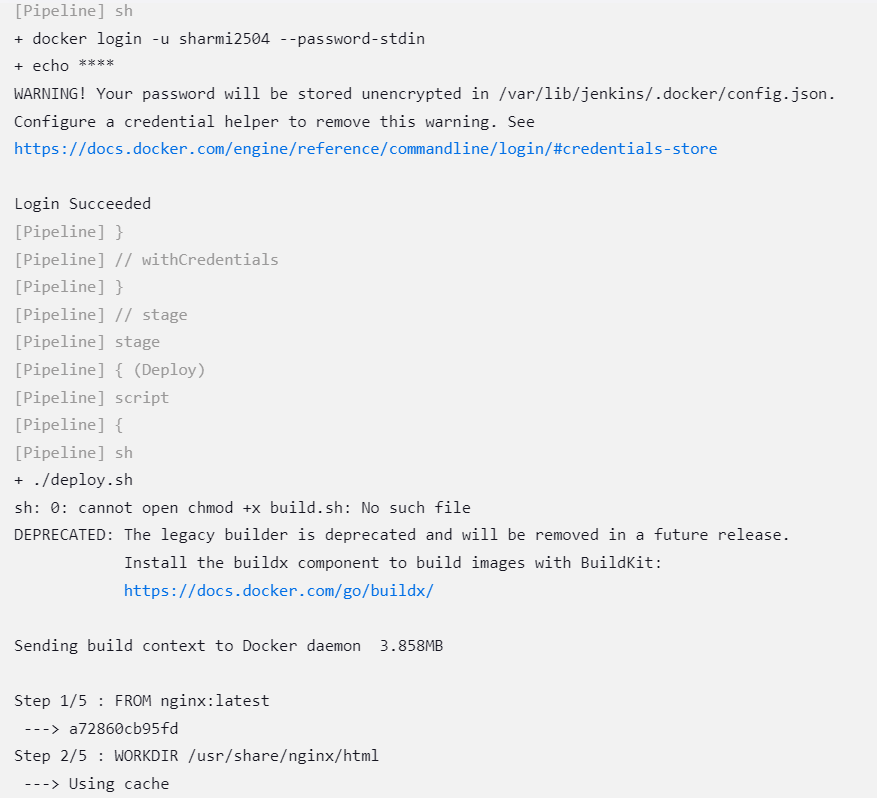 [Pipeline] sh
+ docker login -u sharmi2504 --password-stdin
+ echo ****
WARNING! Your password will be stored unencrypted in /var/lib/jenkins/.docker/config.json.
Configure a credential helper to remove this warning. See
https://docs.docker.com/engine/reference/commandline/login/#credentials-store

Login Succeeded
[Pipeline] }
[Pipeline] // withCredentials
[Pipeline] }
[Pipeline] // stage
[Pipeline] stage
[Pipeline] { (Deploy)
[Pipeline] script
[Pipeline] {
[Pipeline] sh
+ ./deploy.sh
sh: 0: cannot open chmod +x build.sh: No such file
DEPRECATED: The legacy builder is deprecated and will be removed in a future release.
            Install the buildx component to build images with BuildKit:
            https://docs.docker.com/go/buildx/

Sending build context to Docker daemon  3.858MB

Step 1/5 : FROM nginx:latest
 ---> a72860cb95fd
Step 2/5 : WORKDIR /usr/share/nginx/html
 ---> Using cache